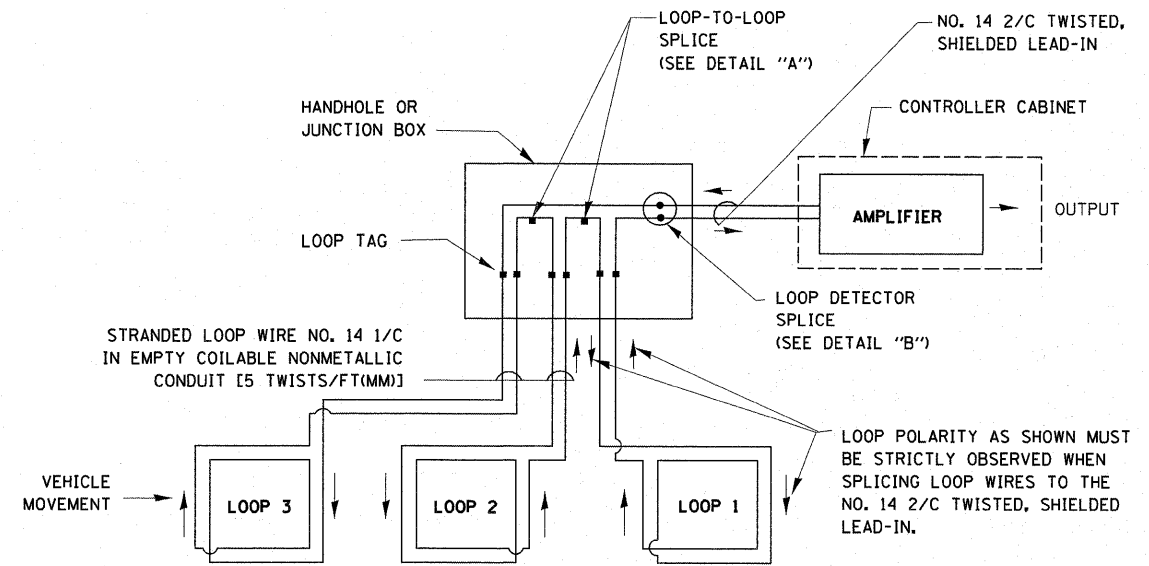 LOOP-TO-LOOP
SPLICE
(SEE DETAIL "A")
NO. 14 2/C TWISTED,
SHIELDED LEAD-IN
HANDHOLE OR
JUNCTION BOX
CONTROLLER CABINET
AMPLIFIER
OUTPUT
LOOP TAG
LOOP DETECTOR
SPLICE
(SEE DETAIL "B")
STRANDED LOOP WIRE NO. 14 1/C
IN EMPTY COILABLE NONMETALLIC
CONDUIT [5 TWISTS/FT(MM)]
LOOP POLARITY AS SHOWN MUST
BE STRICTLY OBSERVED WHEN
SPLICING LOOP WIRES TO THE
NO. 14 2/C TWISTED, SHIELDED
LEAD-IN.
VEHICLE
MOVEMENT
LOOP 3
LOOP 2
LOOP 1